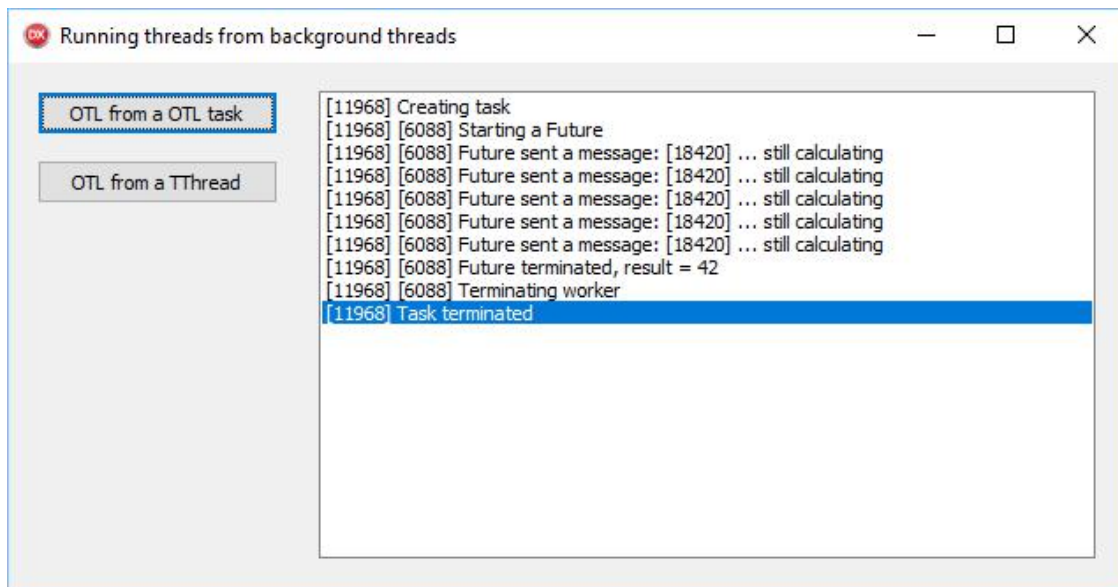 DX
Running threads from background threads
OTL from a OTL task
OTL from a TThread
[11968] Creating task
[11968] [6088] Starting a Future
[11968] [6088] Future sent a message: [18420] ... still calculating
[11968] [6088] Future sent a message: [18420] ... still calculating
[11968] [6088] Future sent a message: [18420] ... still calculating
[11968] [6088] Future sent a message: [18420] ... still calculating
[11968] [6088] Future sent a message: [18420] ... still calculating
[11968] [6088] Future terminated, result = 42
[11968] [6088] Terminating worker
[11968] Task terminated